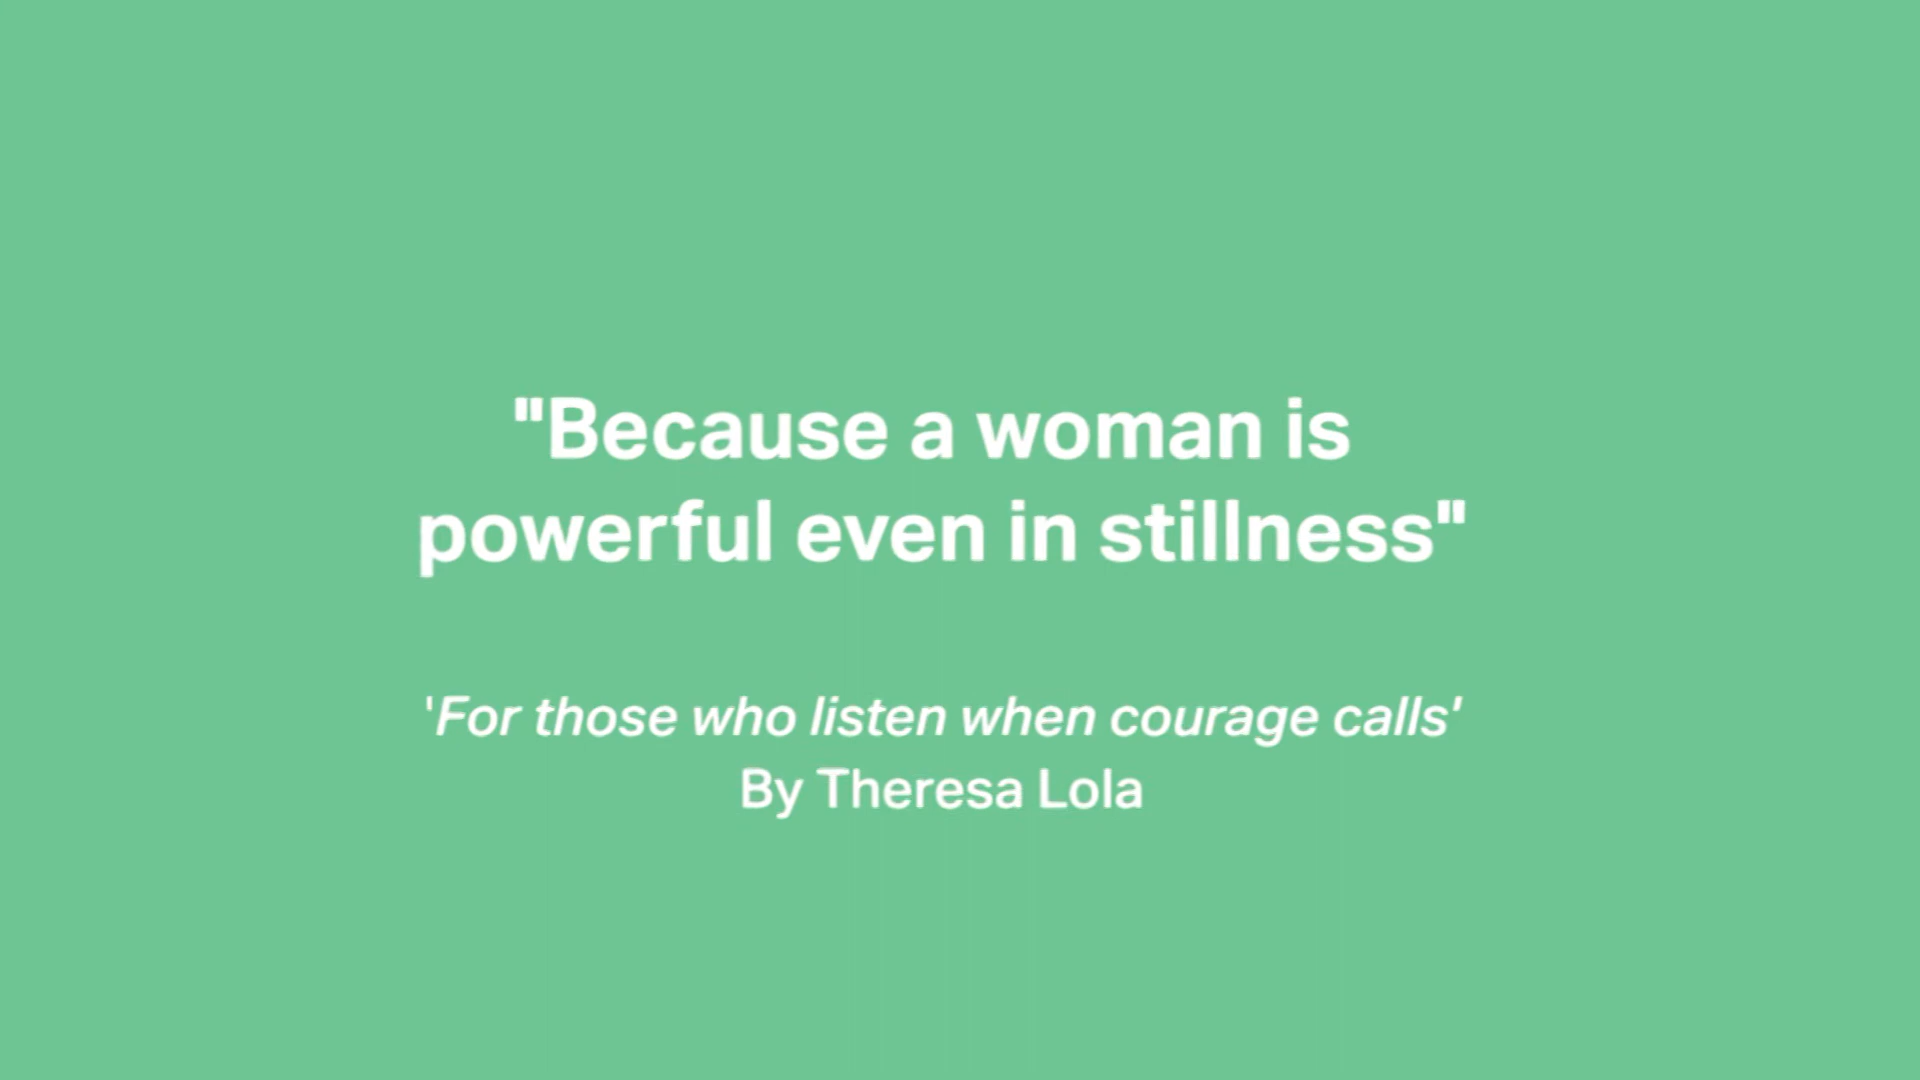 "Because a woman is
powerful even in stillness"
'For those who listen when courage calls'
By Theresa Lola